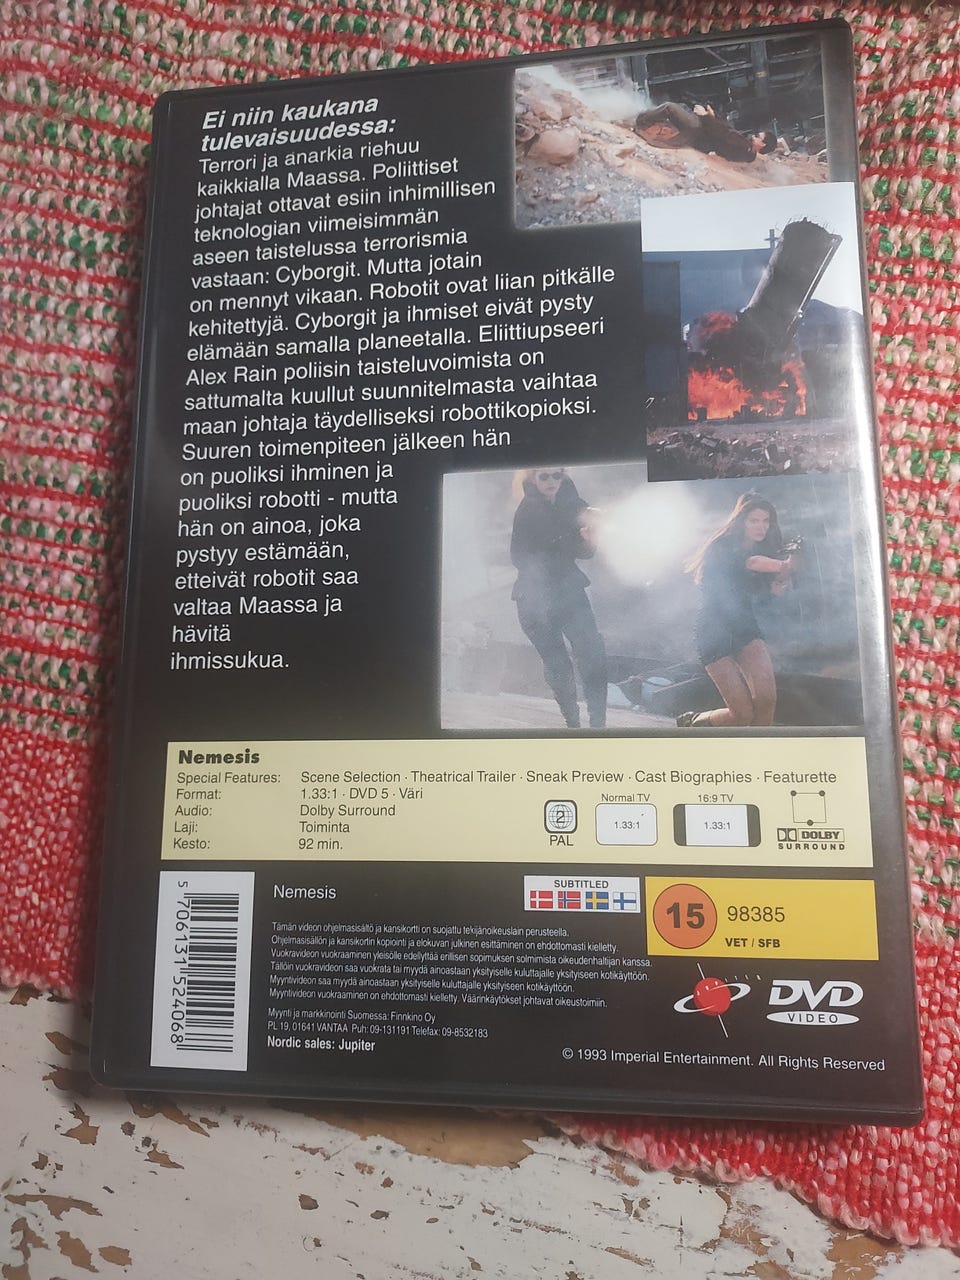 Ei niin kaukana
tulevaisuudessa:
Terrori ja anarkia riehuu
kaikkialla Maassa. Poliittiset
johtajat ottavat esiin inhimillisen
teknologian viimeisimmän
aseen taistelussa terrorismia
vastaan: Cyborgit. Mutta jotain
on mennyt vikaan. Robotit ovat liian pitkälle
kehitettyjä. Cyborgit ja ihmiset eivät pysty
elämään samalla planeetalla. Eliittiupseeri
Alex Rain poliisin taisteluvoimista on
sattumalta kuullut suunnitelmasta vaihtaa
maan johtaja täydelliseksi robottikopioksi.
Suuren toimenpiteen jälkeen hän
on puoliksi ihminen ja
puoliksi robotti - mutta
hän on ainoa, joka
pystyy estämään,
etteivät robotit saa
valtaa Maassa ja
hävitä
ihmissukua.
Nemesis
Special Features: Scene Selection · Theatrical Trailer · Sneak Preview · Cast Biographies · Featurette
Format: 1.33:1 · DVD 5 · Väri
Audio: Dolby Surround
Laji: Toiminta
Kesto: 92 min.
2
PAL
Normal TV
1.33:1
16:9 TV
1.33:1
DOLBY
SURROUND
5 706131 524068
Nemesis
SUBTITLED
15
98385
VET / SFB
Tämän videon ohjelmasisältö ja kansikortti on suojattu tekijänoikeuslain perusteella.
Ohjelmasisällön ja kansikortin kopiointi ja elokuvan julkinen esittäminen on ehdottomasti kielletty.
Vuokravideon vuokraaminen yleisölle edellyttää erillisen sopimuksen solmimista oikeudenhaltijan kanssa.
Tällöin vuokravideon saa vuokrata tai myydä ainoastaan yksityiselle kuluttajalle yksityiseen kotikäyttöön.
Myyntivideon saa myydä ainoastaan yksityiselle kuluttajalle yksityiseen kotikäyttöön.
Myyntivideon vuokraaminen on ehdottomasti kielletty. Väärinkäytökset johtavat oikeustoimiin.
Myynti ja markkinointi Suomessa: Finnkino Oy
PL 19, 01641 VANTAA Puh: 09-131191 Telefax: 09-8532183
Nordic sales: Jupiter
DVD
VIDEO
© 1993 Imperial Entertainment. All Rights Reserved